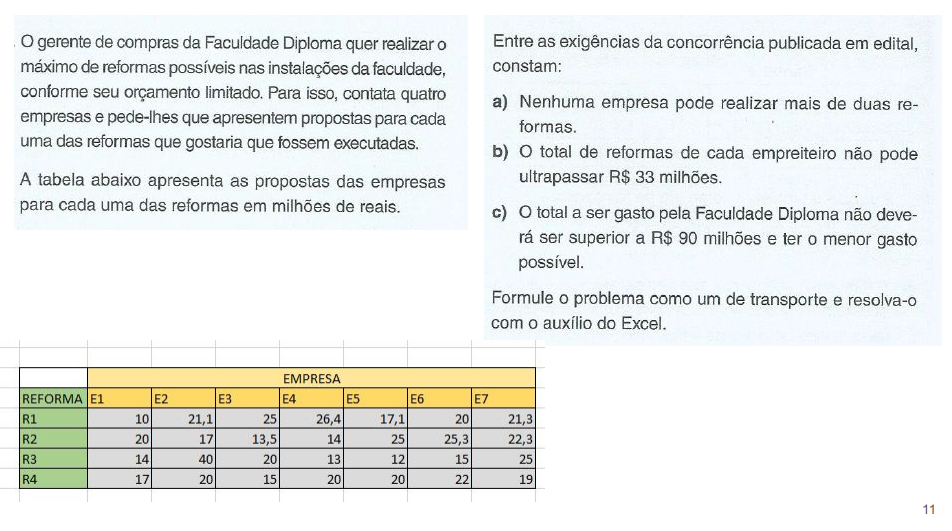 O gerente de compras da Faculdade Diploma quer realizar o
máximo de reformas possíveis nas instalações da faculdade,
conforme seu orçamento limitado. Para isso, contata quatro
empresas e pede-lhes que apresentem propostas para cada
uma das reformas que gostaria que fossem executadas.
A tabela abaixo apresenta as propostas das empresas
para cada uma das reformas em milhões de reais.
Entre as exigências da concorrência publicada em edital,
constam:
a) Nenhuma empresa pode realizar mais de duas re-
formas.
b) O total de reformas de cada empreiteiro não pode
ultrapassar R$ 33 milhões.
c) O total a ser gasto pela Faculdade Diploma não deve-
rá ser superior a R$ 90 milhões e ter o menor gasto
possível.
Formule o problema como um de transporte e resolva-o
com o auxílio do Excel.
EMPRESA
REFORMA E1 E2 E3 E4 E5 E6 E7
R1 10 21,1 25 26,4 17,1 20 21,3
R2 20 17 13,5 14 25 25,3 22,3
R3 14 40 20 13 12 15 25
R4 17 20 15 20 20 22 19
11